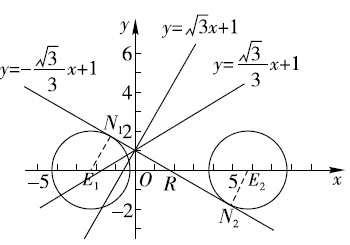 y
y=√3x+1
y=√3/3x+1
y=-√3/3x+1
6
4
2
N₁
-5
E₁
O
R
5
E₂
x
-2
N₂